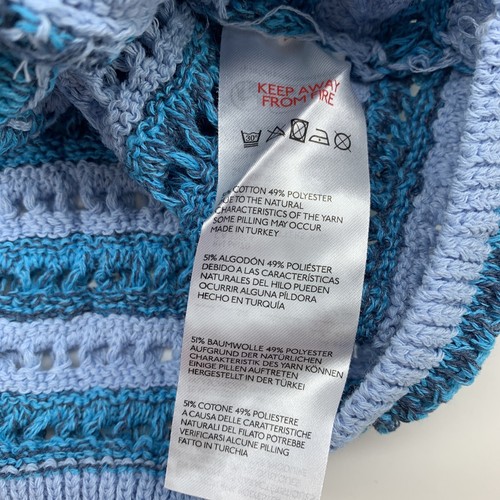 KEEP AWAY
FROM FIRE
30°
COTTON 49% POLYESTER
DUE TO THE NATURAL
CHARACTERISTICS OF THE YARN
SOME PILLING MAY OCCUR
MADE IN TURKEY
51% ALGODÓN 49% POLIÉSTER
DEBIDO A LAS CARACTERÍSTICAS
NATURALES DEL HILO PUEDEN
OCURRIR ALGUNA PÍLDORA
HECHO EN TURQUÍA
51% BAUMWOLLE 49% POLYESTER
AUFGRUND DER NATÜRLICHEN
CHARAKTERISTIK DES YARN KÖNNEN
EINIGE PILLEN AUFTRETEN
HERGESTELLT IN DER TÜRKEI
51% COTONE 49% POLIESTERE
A CAUSA DELLE CARATTERISTICHE
NATURALI DEL FILATO POTREBBE
VERIFICARSI ALCUNE PILLING
FATTO IN TURCHIA